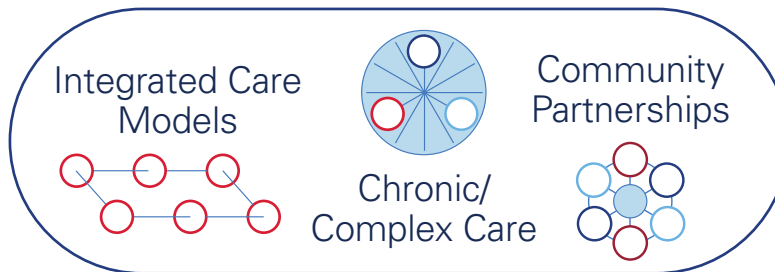 Integrated Care
Models
Chronic/
Complex Care
Community
Partnerships